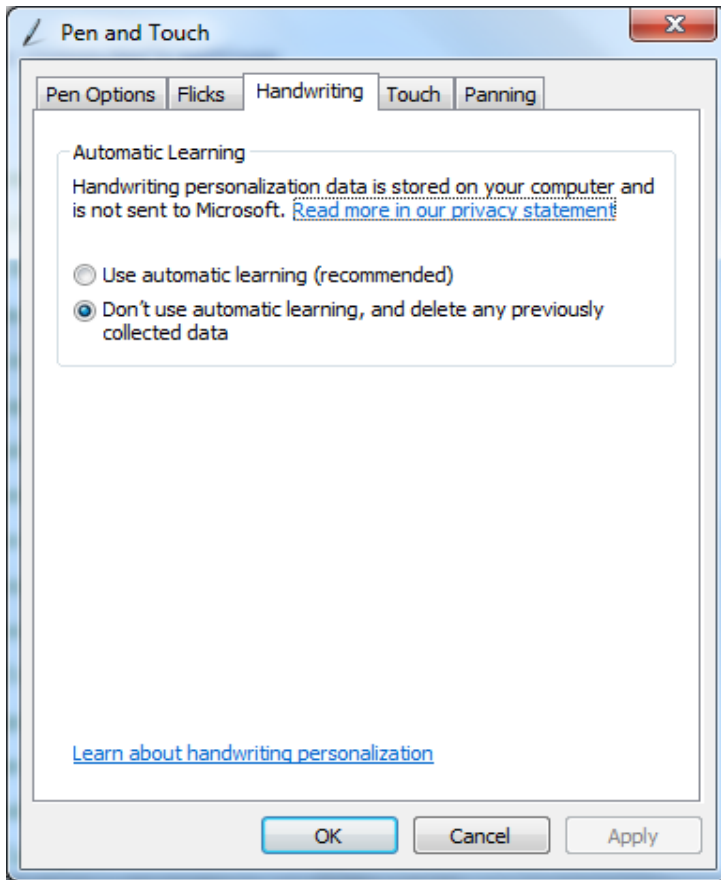 Pen and Touch
Pen Options Flicks Handwriting Touch Panning
Automatic Learning
Handwriting personalization data is stored on your computer and
is not sent to Microsoft. Read more in our privacy statement
Use automatic learning (recommended)
Don't use automatic learning, and delete any previously
collected data
Learn about handwriting personalization
OK Cancel Apply